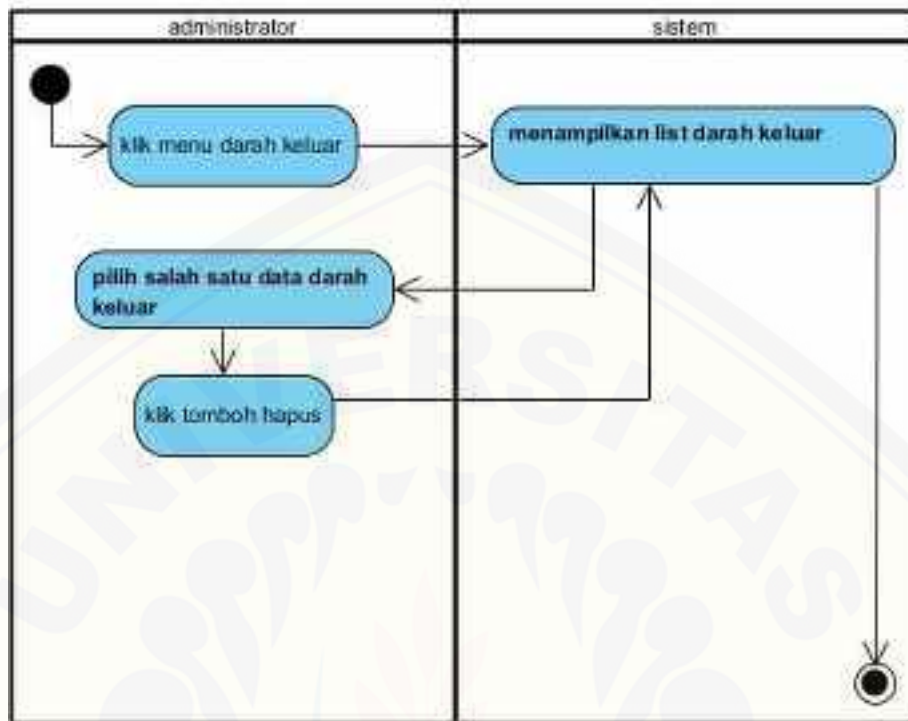 administrator
sistem
klik menu darah keluar
menampilkan list darah keluar
pilih salah satu data darah
keluar
klik tomboh hapus
UNIVERSITAS